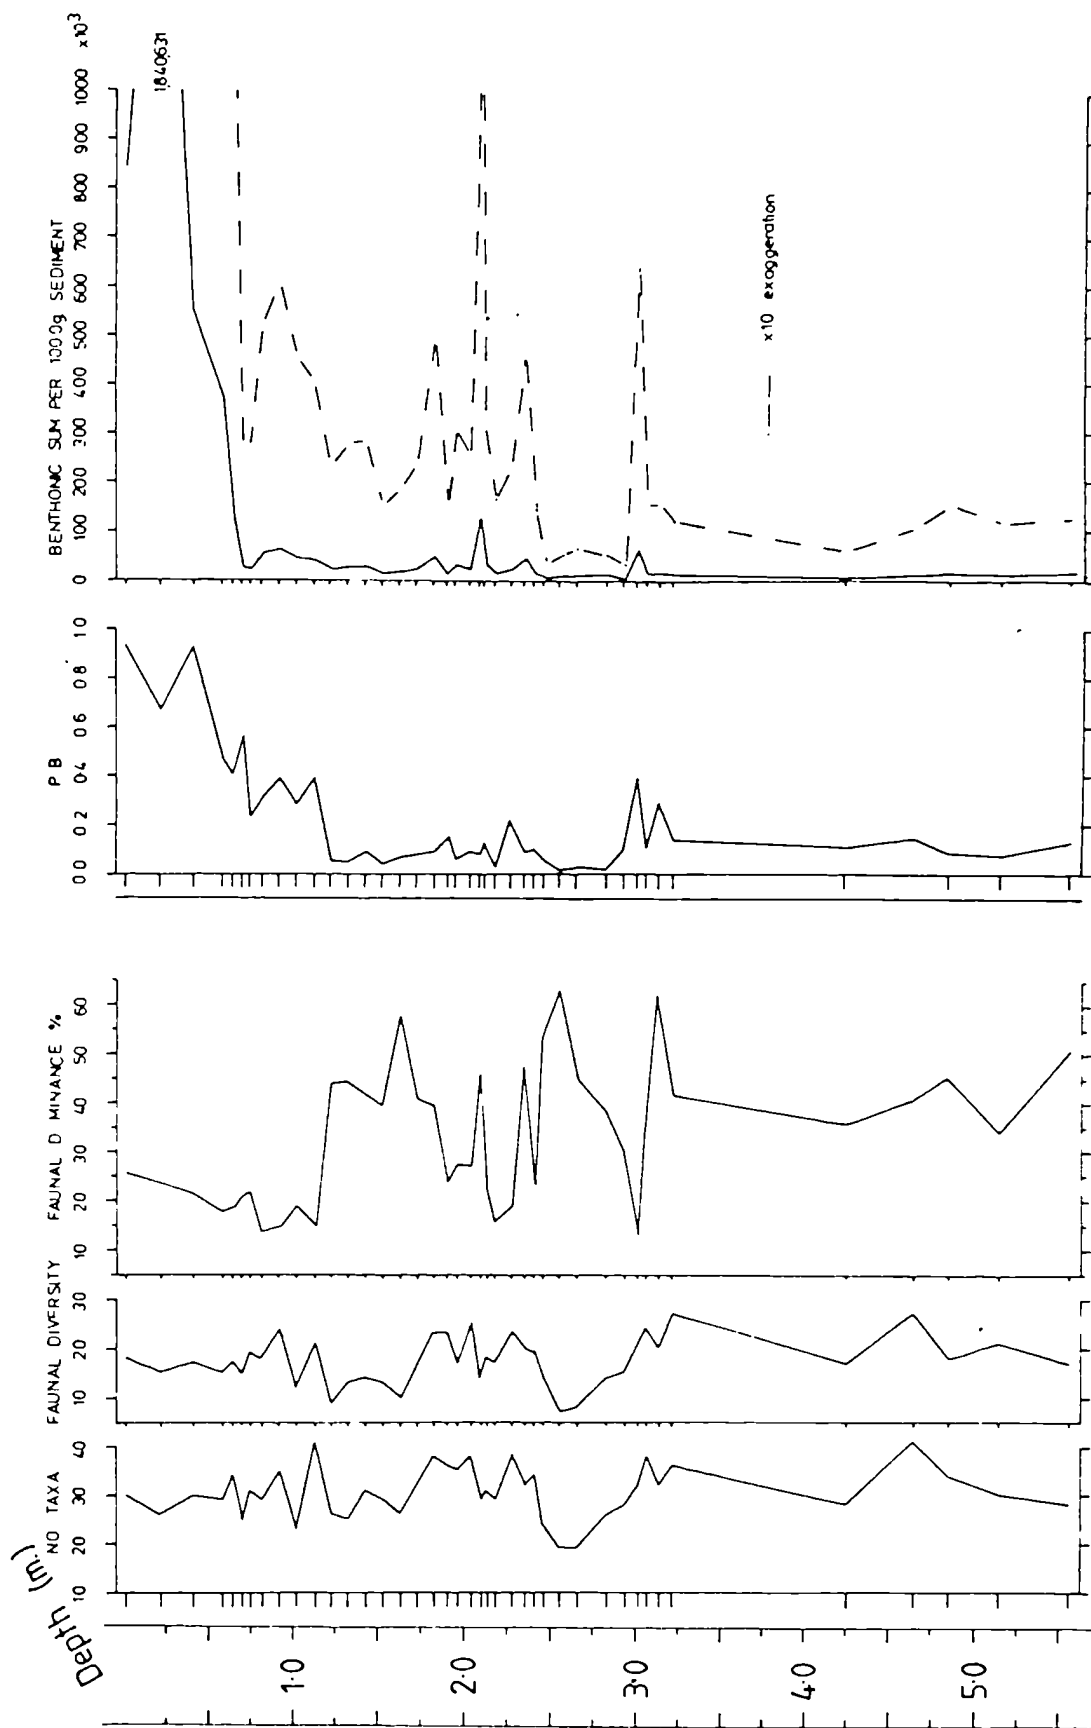 BENTHONIC SUM PER 1000g SEDIMENT x10³
0 100 200 300 400 500 600 700 800 900 1000
1840631
x10 exaggeration
P B
0.0 0.2 0.4 0.6 0.8 1.0
FAUNAL D MINANCE %
10 20 30 40 50 60
FAUNAL DIVERSITY
10 20 30
NO TAXA
10 20 30 40
Depth (m.)
1·0 2·0 3·0 4·0 5·0